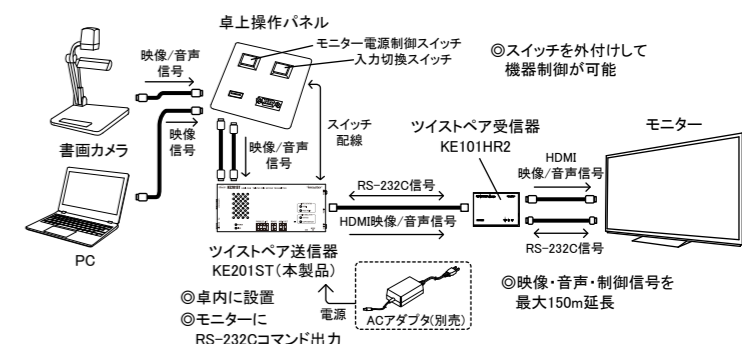 卓上操作パネル
モニター電源制御スイッチ
入力切換スイッチ
◎スイッチを外付けして
機器制御が可能
映像/音声
信号
書画カメラ
映像
信号
映像/音声
信号
スイッチ
配線
ツイストペア受信器
KE101HR2
モニター
HDMI
映像/音声信号
RS-232C信号
HDMI映像/音声信号
RS-232C信号
PC
ツイストペア送信器
KE201ST(本製品)
◎卓内に設置
◎モニターに
RS-232Cコマンド出力
電源
ACアダプタ(別売)
◎映像・音声・制御信号を
最大150m延長